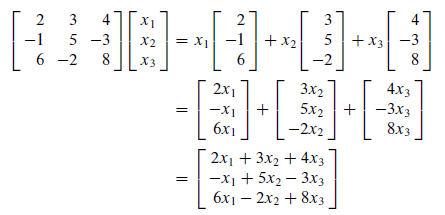 [ 2 3 4 ] [ x₁ ] [ 2 ] [ 3 ] [ 4 ]
[ −1 5 −3 ] [ x₂ ] = x₁ [ −1 ] + x₂ [ 5 ] + x₃ [ −3 ]
[ 6 −2 8 ] [ x₃ ] [ 6 ] [ −2 ] [ 8 ]
[ 2x₁ ] [ 3x₂ ] [ 4x₃ ]
= [ −x₁ ] + [ 5x₂ ] + [ −3x₃ ]
[ 6x₁ ] [ −2x₂ ] [ 8x₃ ]
[ 2x₁ + 3x₂ + 4x₃ ]
= [ −x₁ + 5x₂ − 3x₃ ]
[ 6x₁ − 2x₂ + 8x₃ ]